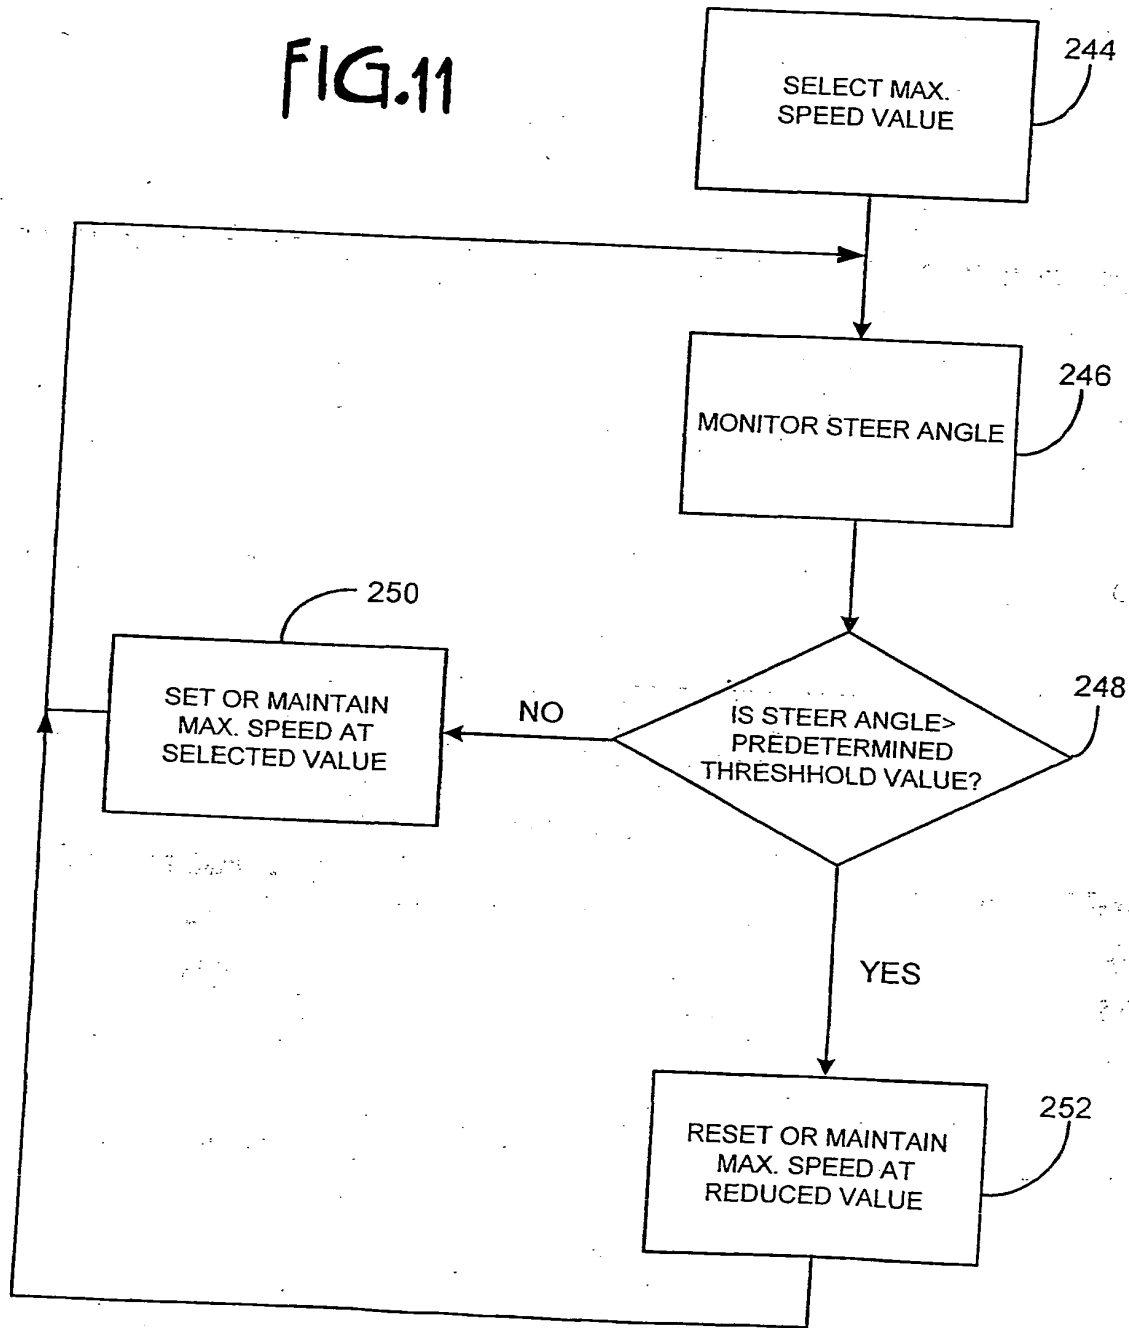 FIG.11
SELECT MAX.
SPEED VALUE
244
MONITOR STEER ANGLE
246
IS STEER ANGLE>
PREDETERMINED
THRESHHOLD VALUE?
248
NO
250
SET OR MAINTAIN
MAX. SPEED AT
SELECTED VALUE
YES
RESET OR MAINTAIN
MAX. SPEED AT
REDUCED VALUE
252